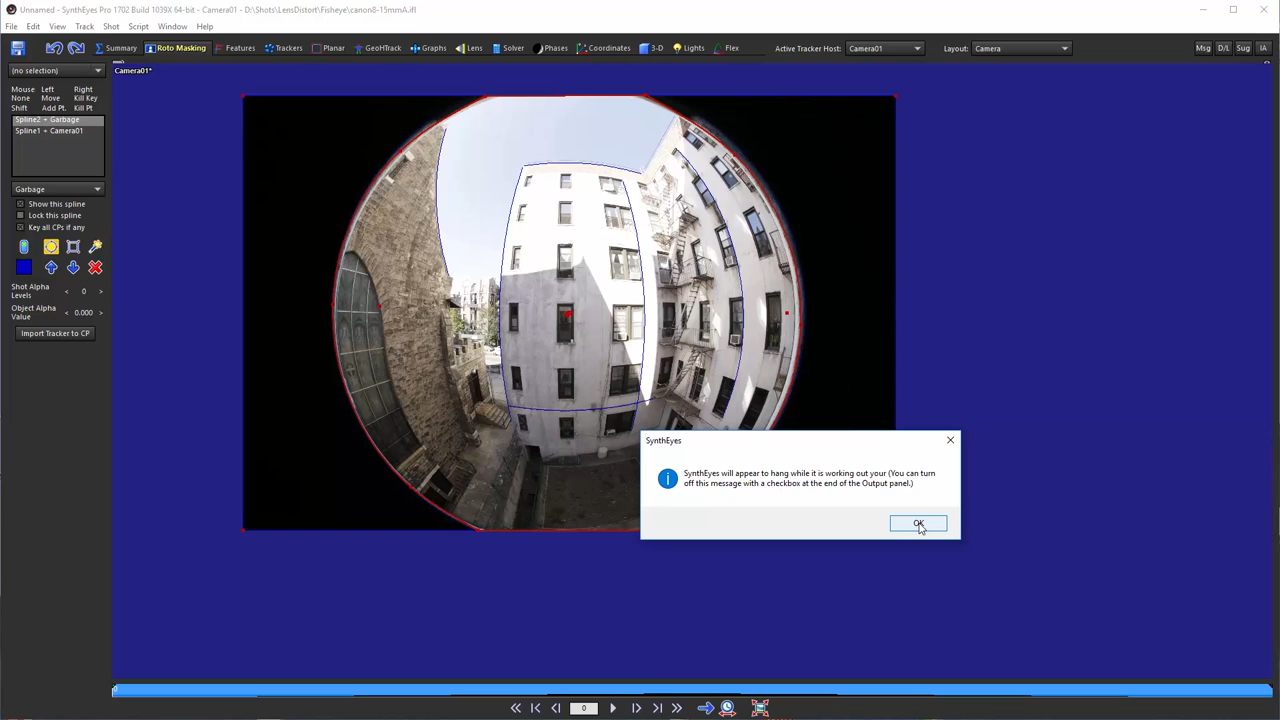 Unnamed - SynthEyes Pro 1702 Build 1039X 64-bit - Camera01 - D:\Shots\LensDistort\Fisheye\canon8-15mmA.ifl
File Edit View Track Shot Script Window Help
Summary Roto Masking Features Trackers Planar GeoHTrack Graphs Lens Solver Phases Coordinates 3-D Lights Flex Active Tracker Host: Camera01 Layout: Camera Msg D/L Sug IA
(no selection)
Camera01*
Mouse Left Right
None Move Kill Key
Shift Add Pt. Kill Pt
Spline2 + Garbage
Spline1 + Camera01
Garbage
Show this spline
Lock this spline
Key all CPs if any
Shot Alpha
Levels < 0 >
Object Alpha
Value < 0.000 >
Import Tracker to CP
SynthEyes
SynthEyes will appear to hang while it is working out your (You can turn
off this message with a checkbox at the end of the Output panel.)
OK
0
0